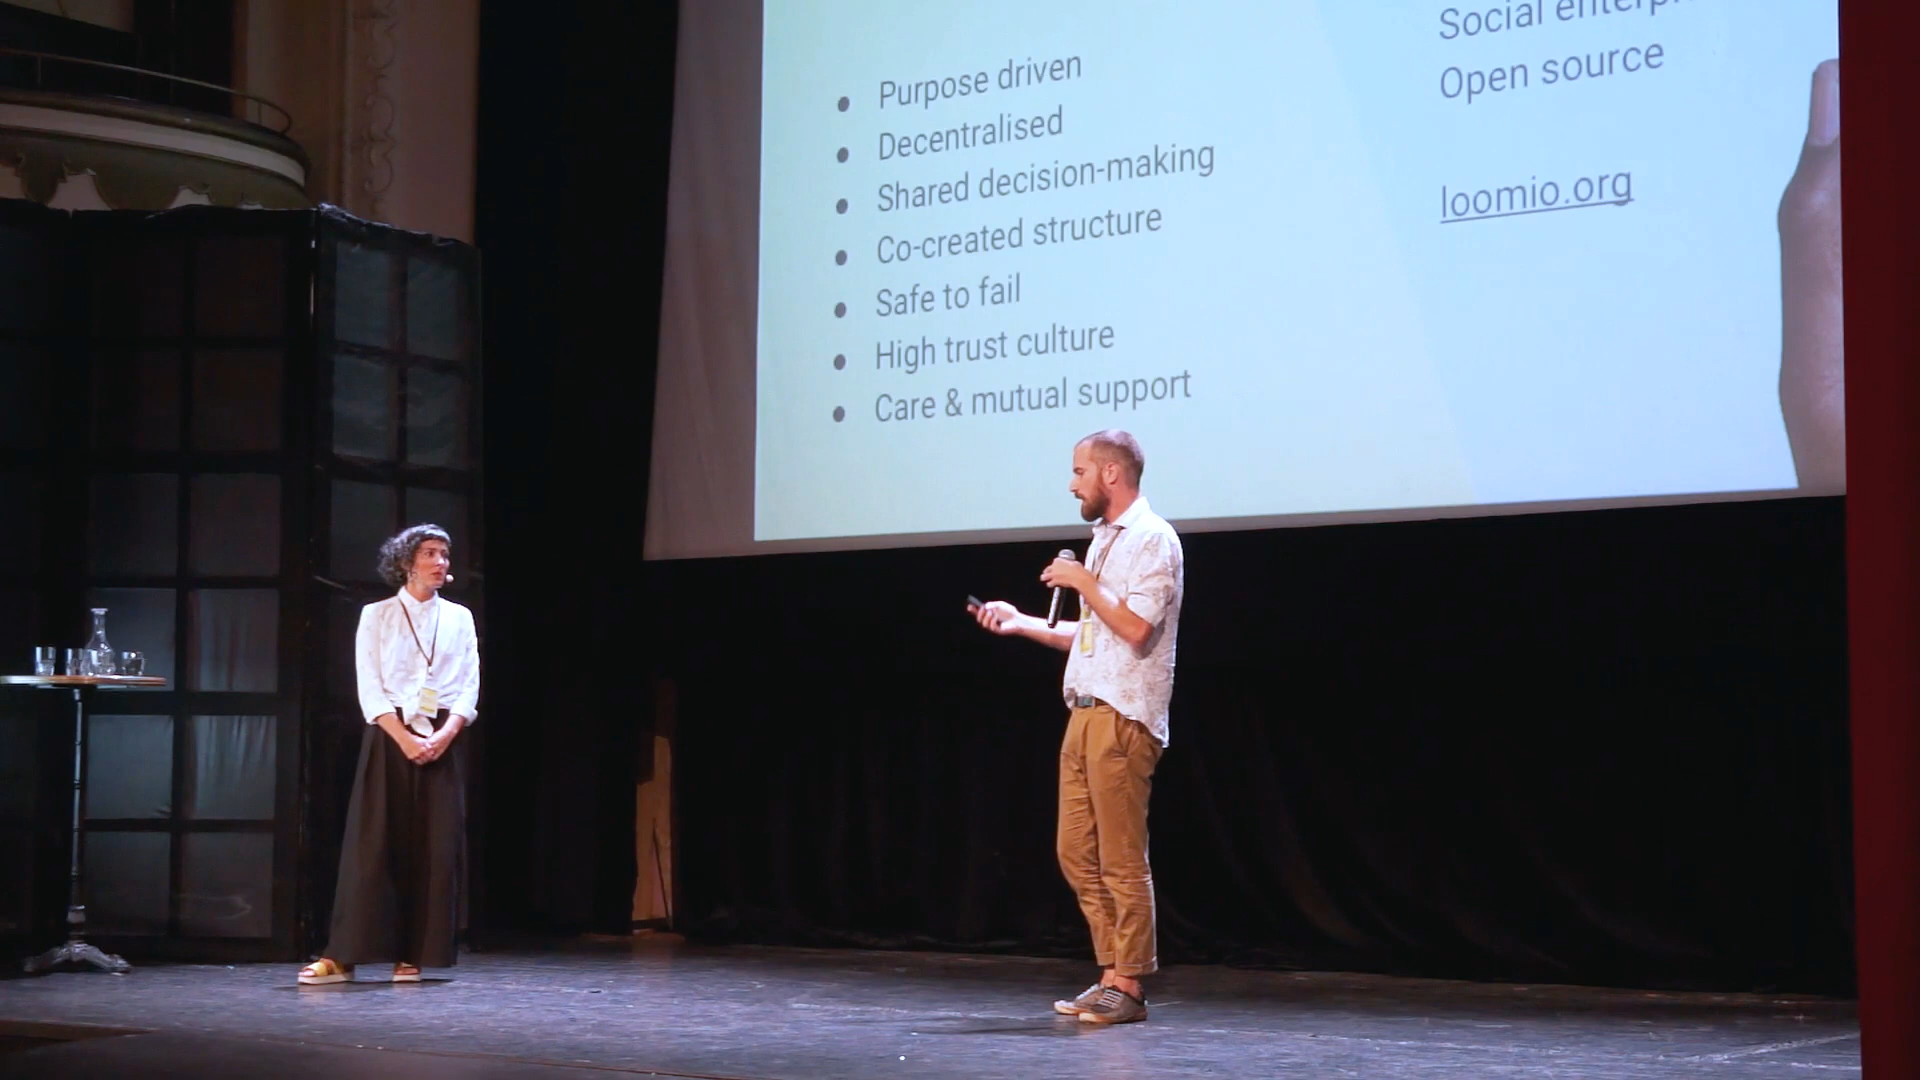 Purpose driven
Decentralised
Shared decision-making
Co-created structure
Safe to fail
High trust culture
Care & mutual support
Social
Open source
loomio.org